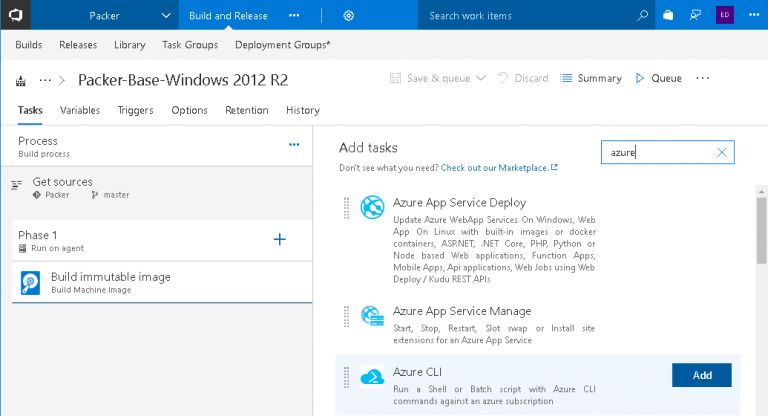 Packer
Build and Release
Search work items
ED
Builds
Releases
Library
Task Groups
Deployment Groups*
Packer-Base-Windows 2012 R2
Save & queue
Discard
Summary
Queue
Tasks
Variables
Triggers
Options
Retention
History
Process
Build process
Get sources
Packer
master
Phase 1
Run on agent
Build immutable image
Build Machine Image
Add tasks
azure
Don't see what you need? Check out our Marketplace.
Azure App Service Deploy
Update Azure WebApp Services On Windows, Web
App On Linux with built-in images or docker
containers, ASP.NET, .NET Core, PHP, Python or
Node based Web applications, Function Apps,
Mobile Apps, Api applications, Web Jobs using Web
Deploy / Kudu REST APIs
Azure App Service Manage
Start, Stop, Restart, Slot swap or Install site
extensions for an Azure App Service
Azure CLI
Run a Shell or Batch script with Azure CLI
commands against an azure subscription
Add